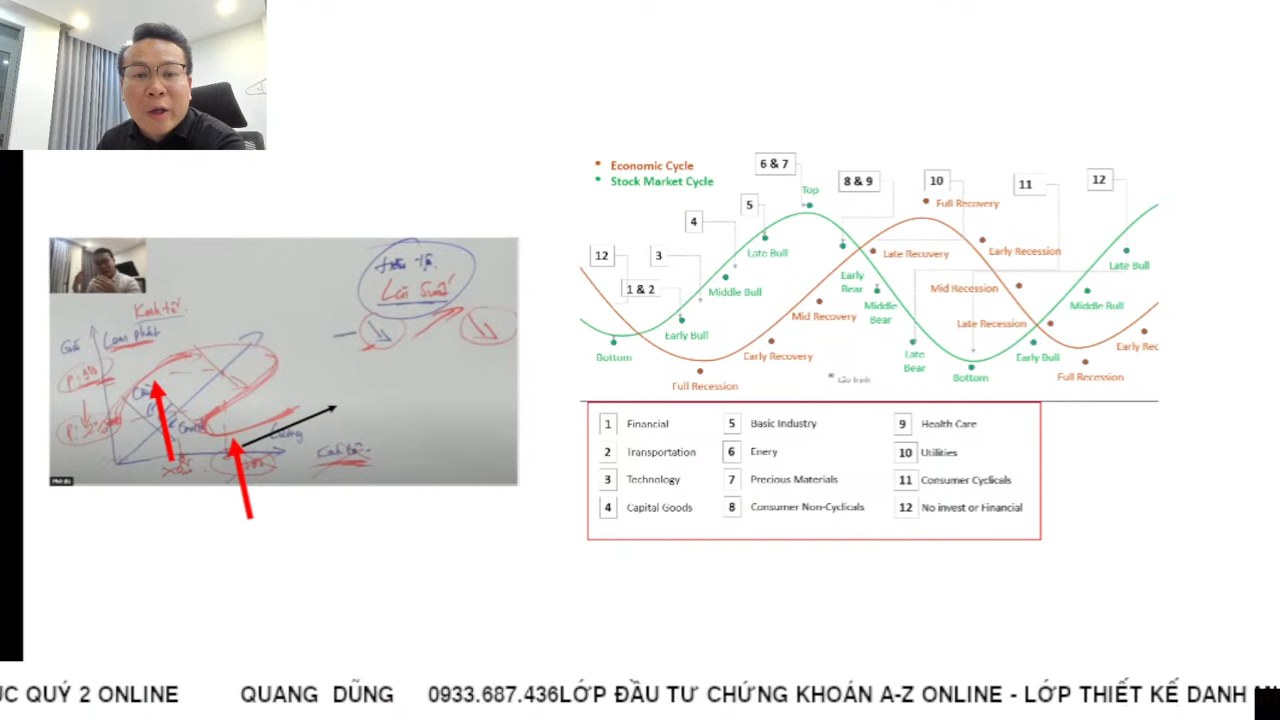 Economic Cycle
Stock Market Cycle
6 & 7
8 & 9
10
11
12
5
4
3
12
1 & 2
Top
Full Recovery
Late Bull
Late Recovery
Early Recession
Late Bull
Middle Bull
Early Bear
Mid Recession
Middle Bull
Early Bull
Mid Recovery
Middle Bear
Late Recession
Bottom
Early Recovery
Late Bear
Early Bull
Early Rec
Full Recession
Bottom
Full Recession
Kinh tế
Lạm phát
Giá
Lãi suất
Lượng
1 Financial
2 Transportation
3 Technology
4 Capital Goods
5 Basic Industry
6 Enery
7 Precious Materials
8 Consumer Non-Cyclicals
9 Health Care
10 Utilities
11 Consumer Cyclicals
12 No invest or Financial
ỤC QUÝ 2 ONLINE QUANG DŨNG 0933.687.436LỚP ĐẦU TƯ CHỨNG KHOÁN A-Z ONLINE - LỚP THIẾT KẾ DANH M